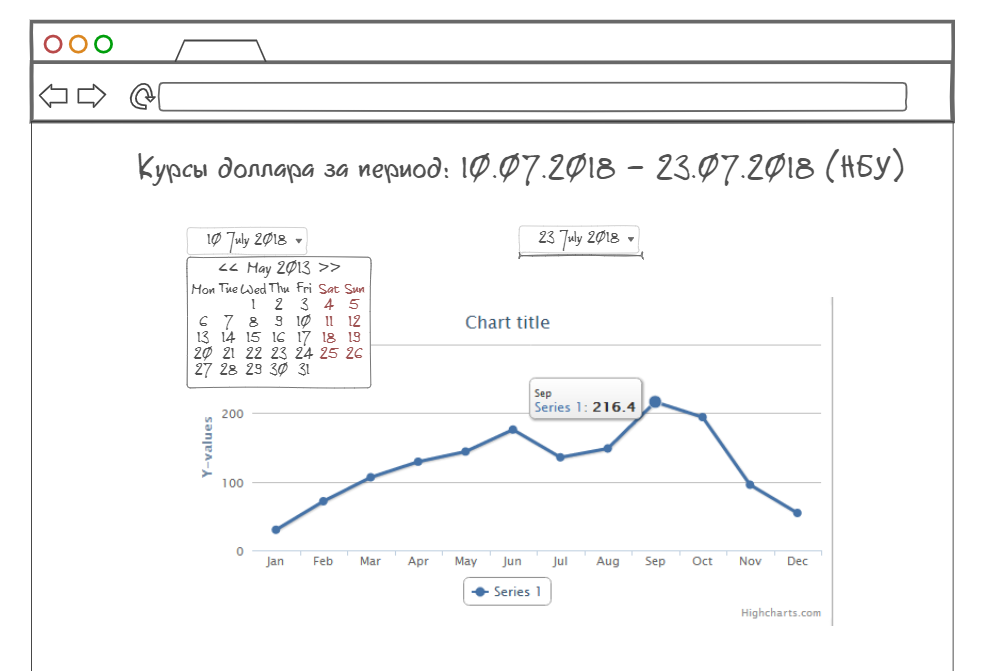 Курсы доллара за период: 10.07.2018 - 23.07.2018 (НБУ)
10 July 2018
23 July 2018
<< May 2013 >>
Mon Tue Wed Thu Fri Sat Sun
1 2 3 4 5
6 7 8 9 10 11 12
13 14 15 16 17 18 19
20 21 22 23 24 25 26
27 28 29 30 31
Chart title
Sep
Series 1: 216.4
Y-values
200
100
0
Jan Feb Mar Apr May Jun Jul Aug Sep Oct Nov Dec
Series 1
Highcharts.com